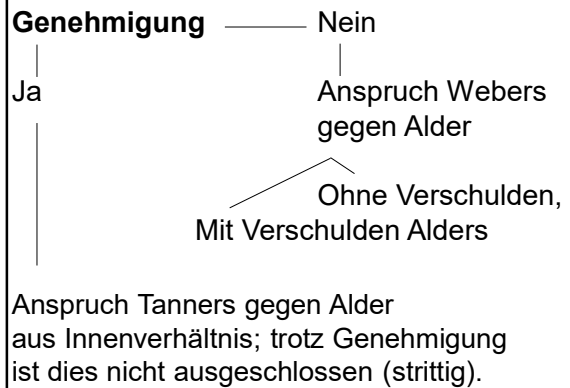 Genehmigung Nein
Ja Anspruch Webers
gegen Alder
Ohne Verschulden,
Mit Verschulden Alders
Anspruch Tanners gegen Alder
aus Innenverhältnis; trotz Genehmigung
ist dies nicht ausgeschlossen (strittig).